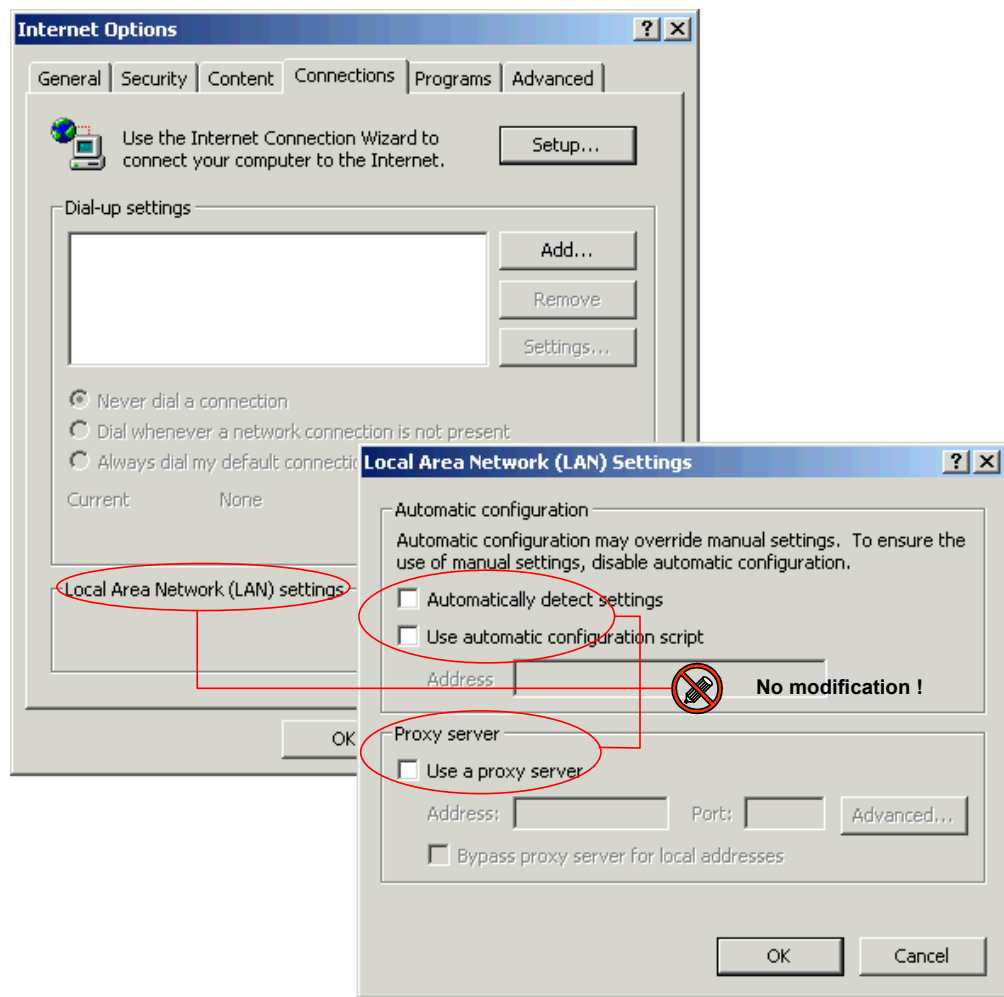 Internet Options
General Security Content Connections Programs Advanced
Use the Internet Connection Wizard to
connect your computer to the Internet.
Setup...
Dial-up settings
Add...
Remove
Settings...
Never dial a connection
Dial whenever a network connection is not present
Always dial my default connectio
Current None
Local Area Network (LAN) settings
OK
Local Area Network (LAN) Settings
Automatic configuration
Automatic configuration may override manual settings. To ensure the
use of manual settings, disable automatic configuration.
Automatically detect settings
Use automatic configuration script
Address
No modification !
Proxy server
Use a proxy server
Address: Port: Advanced...
Bypass proxy server for local addresses
OK Cancel